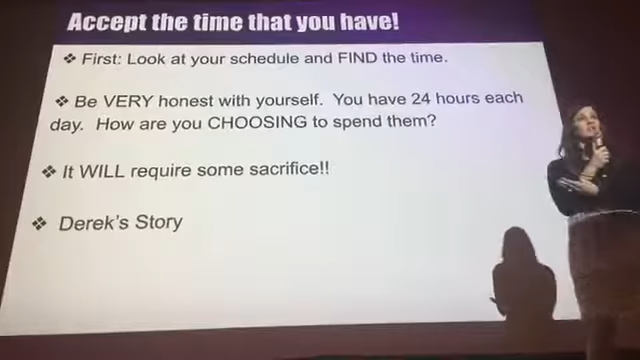 Accept the time that you have!
❖ First: Look at your schedule and FIND the time.
❖ Be VERY honest with yourself. You have 24 hours each
day. How are you CHOOSING to spend them?
❖ It WILL require some sacrifice!!
❖ Derek's Story